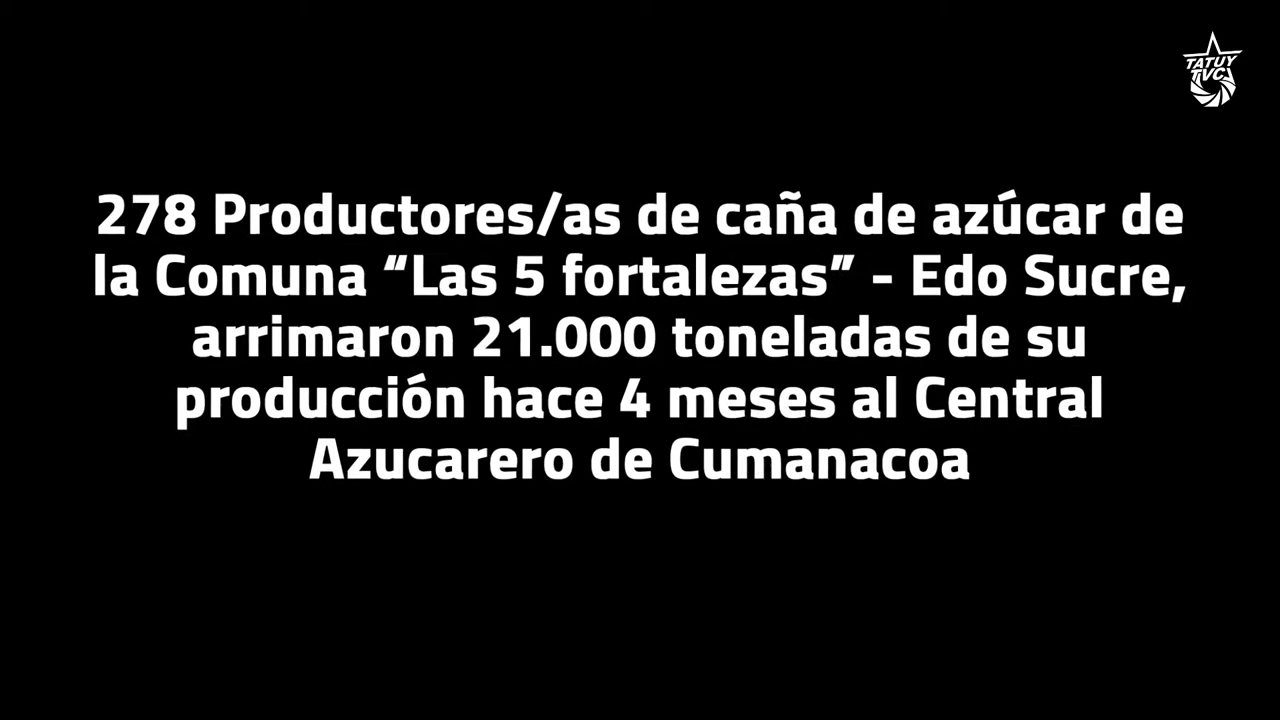 TATUY
TVC
278 Productores/as de caña de azúcar de
la Comuna “Las 5 fortalezas” - Edo Sucre,
arrimaron 21.000 toneladas de su
producción hace 4 meses al Central
Azucarero de Cumanacoa